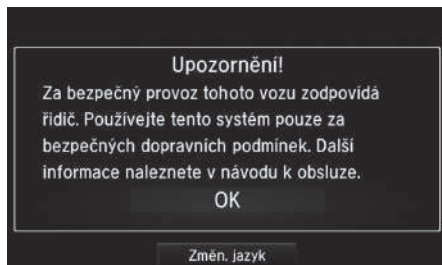 Upozornění!
Za bezpečný provoz tohoto vozu zodpovídá
řidič. Používejte tento systém pouze za
bezpečných dopravních podmínek. Další
informace naleznete v návodu k obsluze.
OK
Změn. jazyk